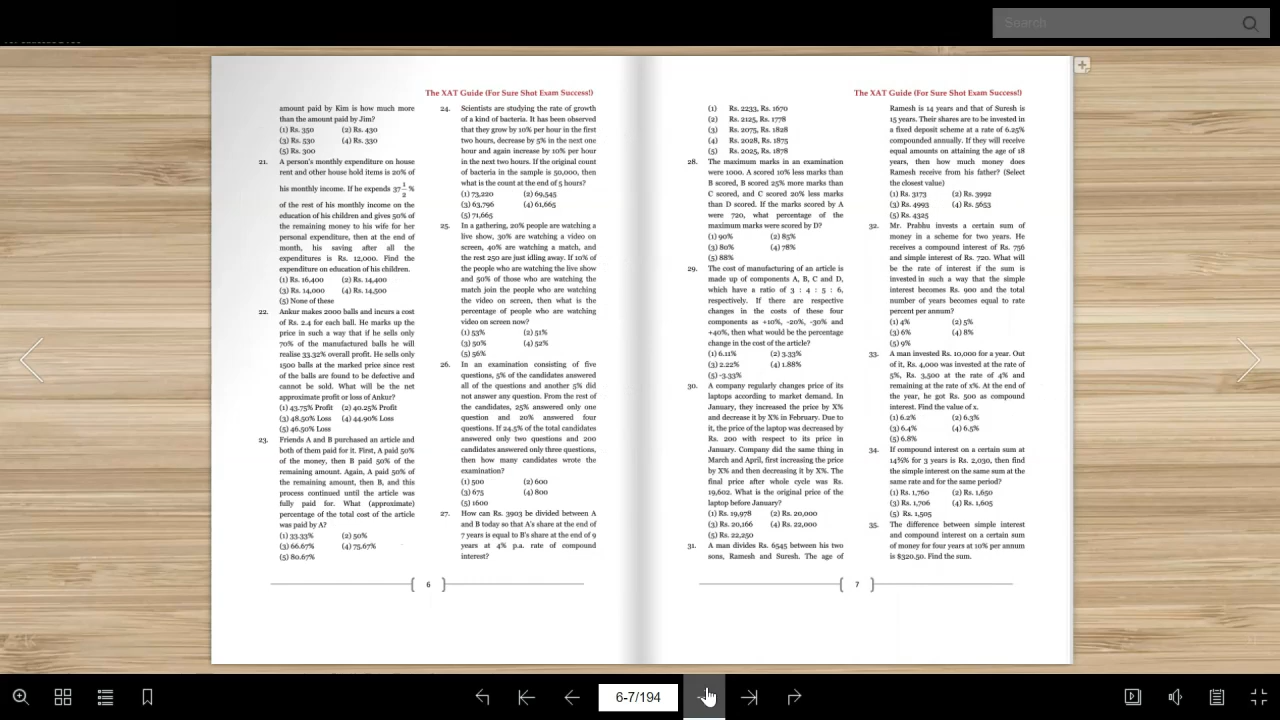 Search
The XAT Guide (For Sure Shot Exam Success!)
amount paid by Kim is how much more
than the amount paid by Jim?
(1) Rs. 350 (2) Rs. 430
(3) Rs. 530 (4) Rs. 330
(5) Rs. 300
21. A person's monthly expenditure on house
rent and other house hold items is 20% of
his monthly income. If he expends 37 1/2 %
of the rest of his monthly income on the
education of his children and gives 50% of
the remaining money to his wife for her
personal expenditure, then at the end of
month, his saving after all the
expenditures is Rs. 12,000. Find the
expenditure on education of his children.
(1) Rs. 16,400 (2) Rs. 14,400
(3) Rs. 14,000 (4) Rs. 14,500
(5) None of these
22. Ankur makes 2000 balls and incurs a cost
of Rs. 2.4 for each ball. He marks up the
price in such a way that if he sells only
70% of the manufactured balls he will
realise 33.32% overall profit. He sells only
1500 balls at the marked price since rest
of the balls are found to be defective and
cannot be sold. What will be the net
approximate profit or loss of Ankur?
(1) 43.75% Profit (2) 40.25% Profit
(3) 48.50% Loss (4) 44.90% Loss
(5) 46.50% Loss
23. Friends A and B purchased an article and
both of them paid for it. First, A paid 50%
of the money, then B paid 50% of the
remaining amount. Again, A paid 50% of
the remaining amount, then B, and this
process continued until the article was
fully paid for. What (approximate)
percentage of the total cost of the article
was paid by A?
(1) 33.33% (2) 50%
(3) 66.67% (4) 75.67%
(5) 80.67%
24. Scientists are studying the rate of growth
of a kind of bacteria. It has been observed
that they grow by 10% per hour in the first
two hours, decrease by 5% in the next one
hour and again increase by 10% per hour
in the next two hours. If the original count
of bacteria in the sample is 50,000, then
what is the count at the end of 5 hours?
(1) 73,220 (2) 69,545
(3) 63,796 (4) 61,665
(5) 71,665
25. In a gathering, 20% people are watching a
live show, 30% are watching a video on
screen, 40% are watching a match, and
the rest 250 are just idling away. If 10% of
the people who are watching the live show
and 50% of those who are watching the
match join the people who are watching
the video on screen, then what is the
percentage of people who are watching
video on screen now?
(1) 53% (2) 51%
(3) 50% (4) 52%
(5) 56%
26. In an examination consisting of five
questions, 5% of the candidates answered
all of the questions and another 5% did
not answer any question. From the rest of
the candidates, 25% answered only one
question and 20% answered four
questions. If 24.5% of the total candidates
answered only two questions and 200
candidates answered only three questions,
then how many candidates wrote the
examination?
(1) 500 (2) 600
(3) 675 (4) 800
(5) 1600
27. How can Rs. 3903 be divided between A
and B today so that A's share at the end of
7 years is equal to B's share at the end of 9
years at 4% p.a. rate of compound
interest?
6
The XAT Guide (For Sure Shot Exam Success!)
(1) Rs. 2233, Rs. 1670
(2) Rs. 2125, Rs. 1778
(3) Rs. 2075, Rs. 1828
(4) Rs. 2028, Rs. 1875
(5) Rs. 2025, Rs. 1878
28. The maximum marks in an examination
were 1000. A scored 10% less marks than
B scored, B scored 25% more marks than
C scored, and C scored 20% less marks
than D scored. If the marks scored by A
were 720, what percentage of the
maximum marks were scored by D?
(1) 90% (2) 85%
(3) 80% (4) 78%
(5) 88%
29. The cost of manufacturing of an article is
made up of components A, B, C and D,
which have a ratio of 3 : 4 : 5 : 6,
respectively. If there are respective
changes in the costs of these four
components as +10%, -20%, -30% and
+40%, then what would be the percentage
change in the cost of the article?
(1) 6.11% (2) 3.33%
(3) 2.22% (4) 1.88%
(5) -3.33%
30. A company regularly changes price of its
laptops according to market demand. In
January, they increased the price by X%
and decrease it by X% in February. Due to
it, the price of the laptop was decreased by
Rs. 200 with respect to its price in
January. Company did the same thing in
March and April, first increasing the price
by X% and then decreasing it by X%. The
final price after whole cycle was Rs.
19,602. What is the original price of the
laptop before January?
(1) Rs. 19,978 (2) Rs. 20,000
(3) Rs. 20,166 (4) Rs. 22,000
(5) Rs. 22,250
31. A man divides Rs. 6545 between his two
sons, Ramesh and Suresh. The age of
Ramesh is 14 years and that of Suresh is
15 years. Their shares are to be invested in
a fixed deposit scheme at a rate of 6.25%
compounded annually. If they will receive
equal amounts on attaining the age of 18
years, then how much money does
Ramesh receive from his father? (Select
the closest value)
(1) Rs. 3173 (2) Rs. 3992
(3) Rs. 4993 (4) Rs. 5653
(5) Rs. 4325
32. Mr. Prabhu invests a certain sum of
money in a scheme for two years. He
receives a compound interest of Rs. 756
and simple interest of Rs. 720. What will
be the rate of interest if the sum is
invested in such a way that the simple
interest becomes Rs. 900 and the total
number of years becomes equal to rate
percent per annum?
(1) 4% (2) 5%
(3) 6% (4) 8%
(5) 9%
33. A man invested Rs. 10,000 for a year. Out
of it, Rs. 4,000 was invested at the rate of
5%, Rs. 3,500 at the rate of 4% and
remaining at the rate of x%. At the end of
the year, he got Rs. 500 as compound
interest. Find the value of x.
(1) 6.2% (2) 6.3%
(3) 6.4% (4) 6.5%
(5) 6.8%
34. If compound interest on a certain sum at
for 3 years is Rs. 2,030, then find
the simple interest on the same sum at the
same rate and for the same period?
(1) Rs. 1,760 (2) Rs. 1,650
(3) Rs. 1,706 (4) Rs. 1,605
(5) Rs. 1,505
35. The difference between simple interest
and compound interest on a certain sum
of money for four years at 10% per annum
is $320.50. Find the sum.
7
6-7/194